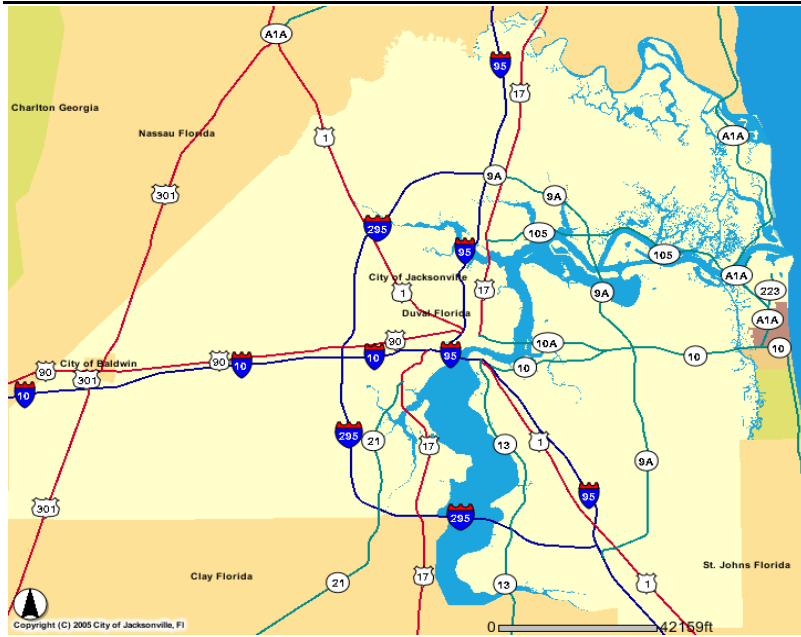 A1A
95
17
Charlton Georgia
Nassau Florida
1
A1A
301
9A
9A
295
105
95
105
City of Jacksonville
A1A
1
17
9A
223
Duval Florida
A1A
90
10A
10
95
10
City of Baldwin
90
10
10
90
301
10
10
295
21
17
13
1
9A
95
301
295
St. Johns Florida
Clay Florida
17
21
13
1
Copyright (C) 2005 City of Jacksonville, Fl
0 42159ft